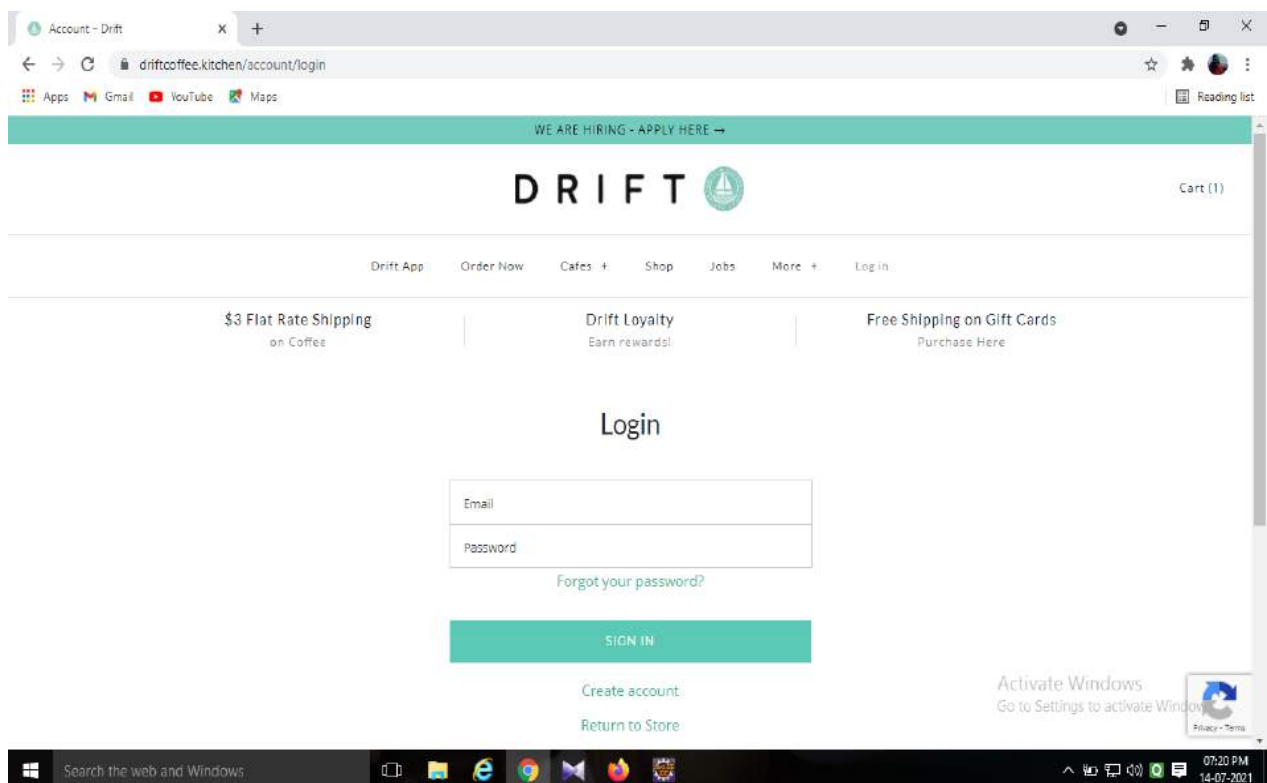 Account – Drift
driftcoffee.kitchen/account/login
Apps Gmail YouTube Maps Reading list
WE ARE HIRING - APPLY HERE →
DRIFT
Cart (1)
Drift App Order Now Cafes + Shop Jobs More + Log in
$3 Flat Rate Shipping Drift Loyalty Free Shipping on Gift Cards
on Coffee Earn rewards! Purchase Here
Login
Email
Password
Forgot your password?
SIGN IN
Create account
Return to Store
Activate Windows
Go to Settings to activate Windo
Privacy - Terms
Search the web and Windows
07:20 PM
14-07-2021